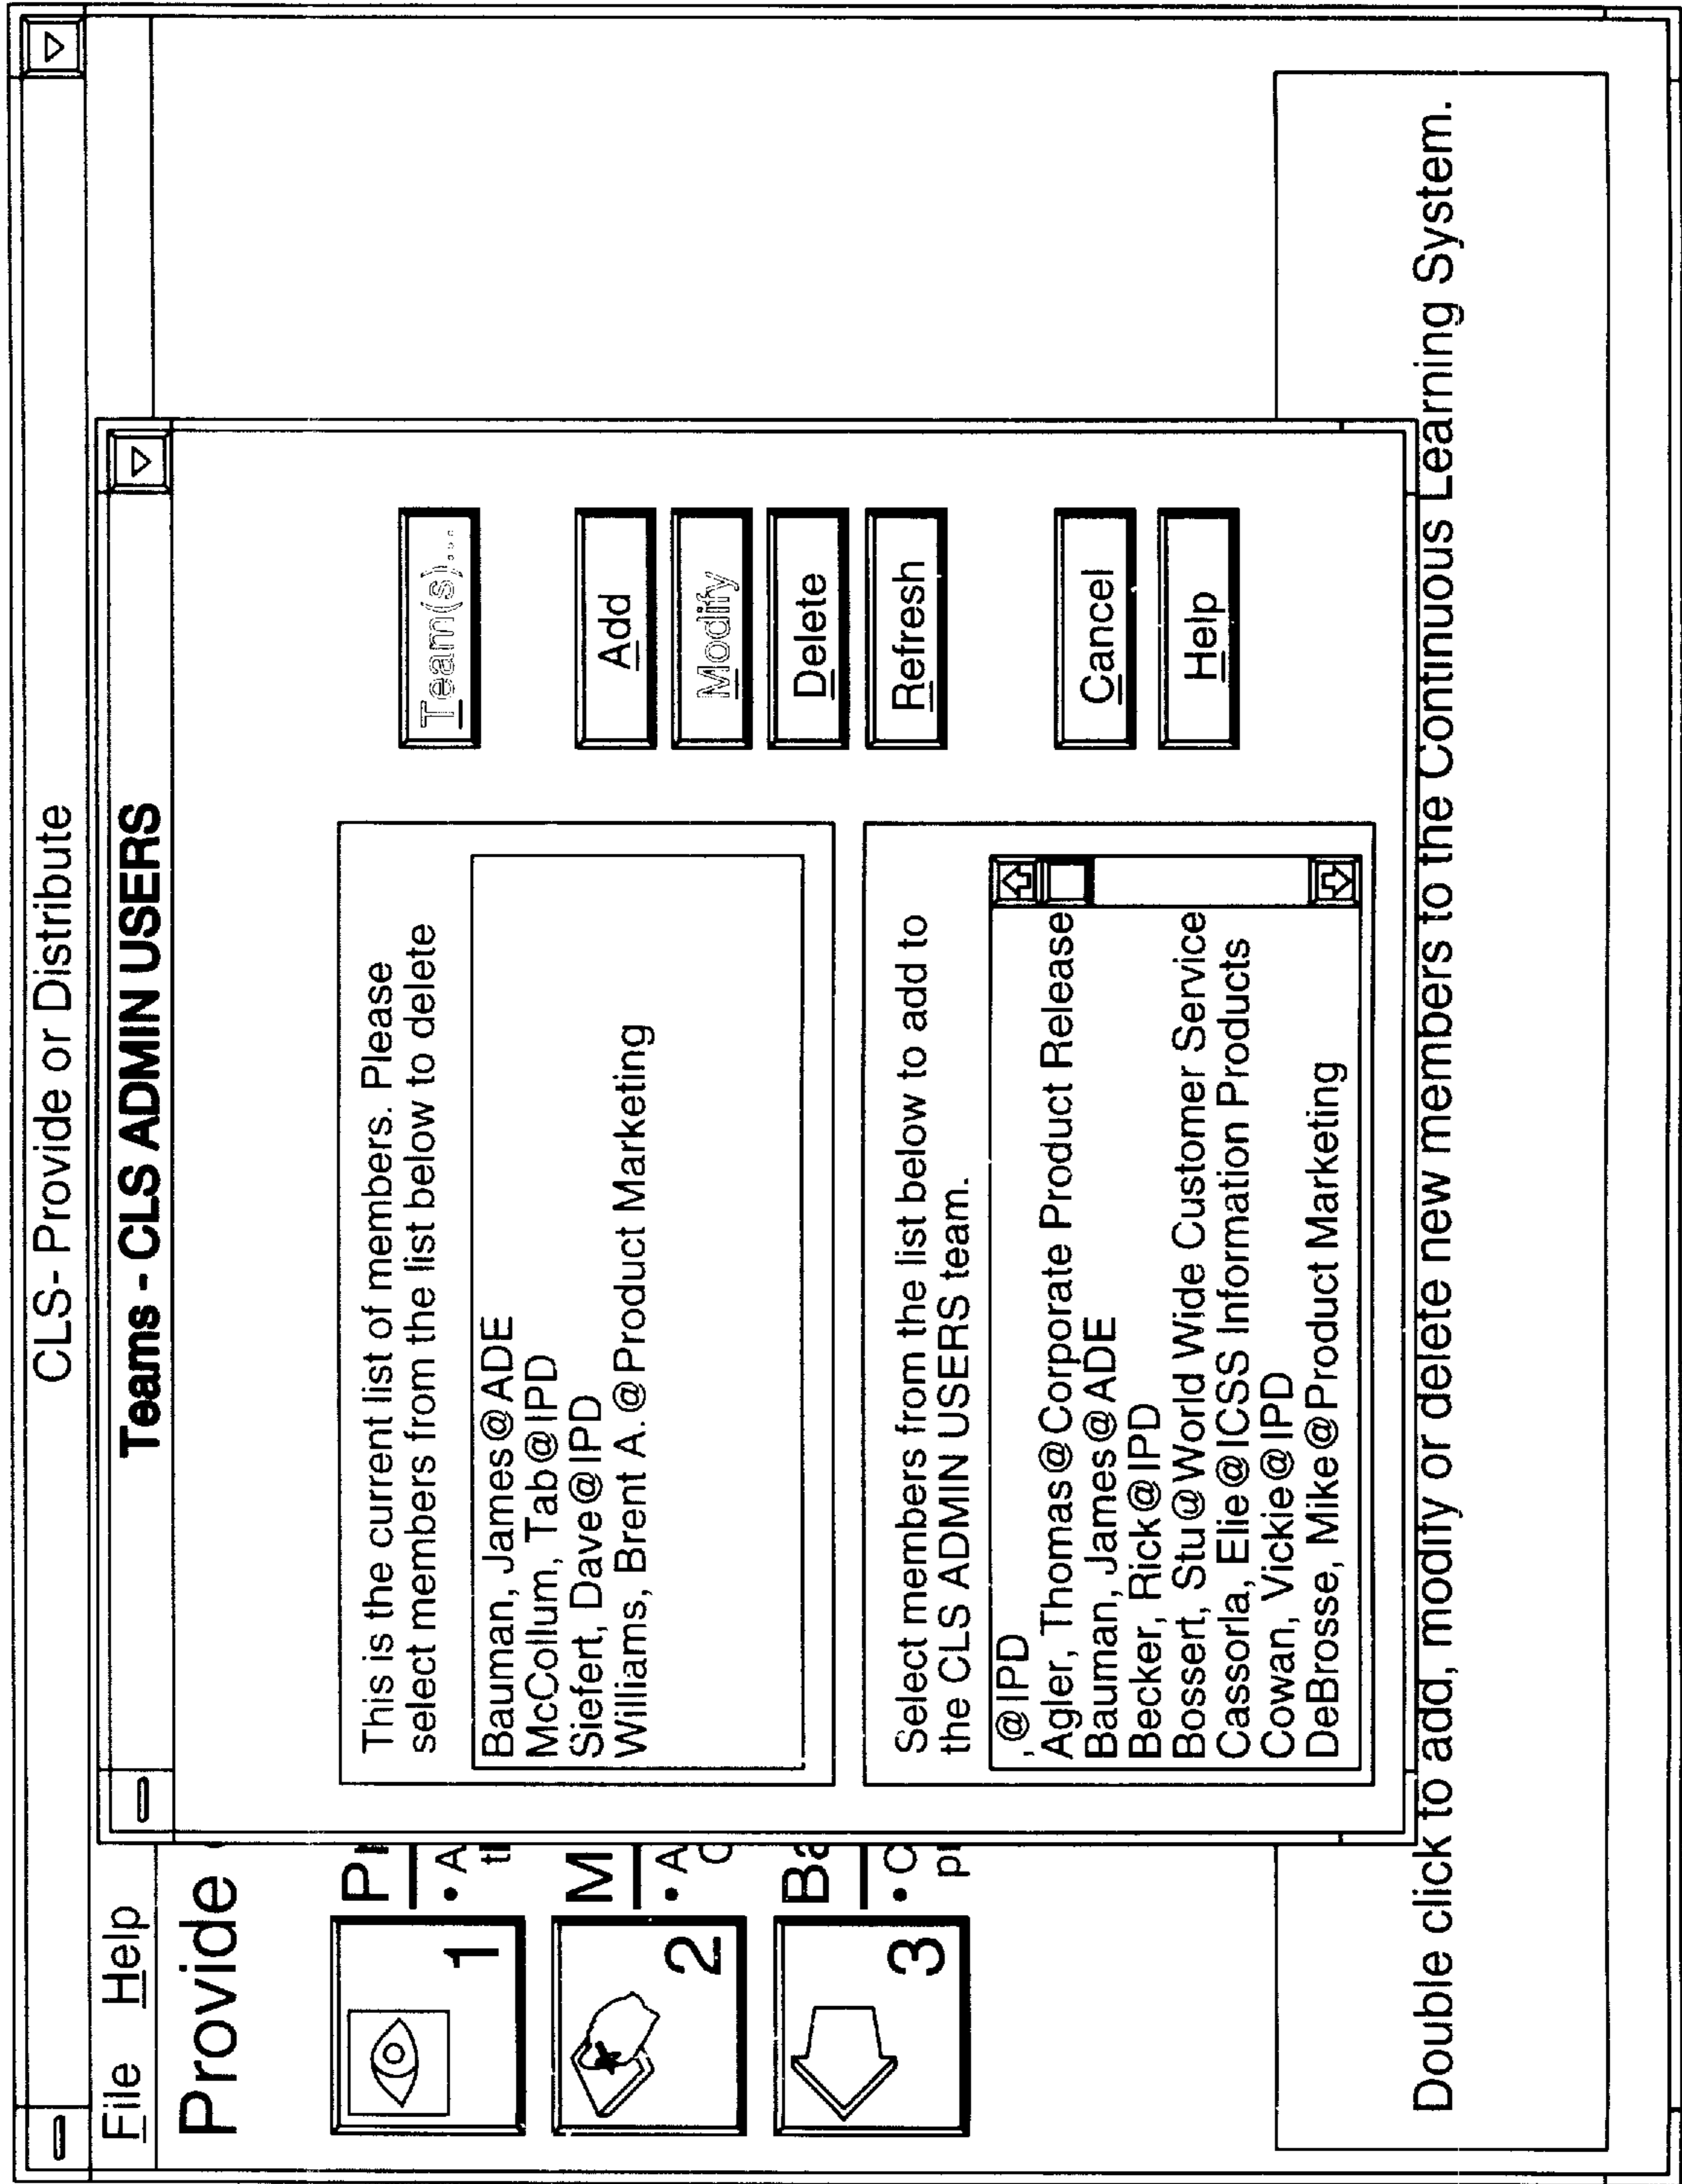 CLS- Provide or Distribute
File Help
Provide
Teams - CLS ADMIN USERS
This is the current list of members. Please
select members from the list below to delete
Bauman, James@ADE
McCollum, Tab@IPD
Siefert, Dave@IPD
Williams, Brent A.@Product Marketing
Select members from the list below to add to
the CLS ADMIN USERS team.
,@IPD
Agler, Thomas@Corporate Product Release
Bauman, James@ADE
Becker, Rick@IPD
Bossert, Stu@World Wide Customer Service
Cassorla, Elie@ICSS Information Products
Cowan, Vickie@IPD
DeBrosse, Mike@Product Marketing
Team(s)...
Add
Modify
Delete
Refresh
Cancel
Help
1
2
3
Double click to add, modify or delete new members to the Continuous Learning System.